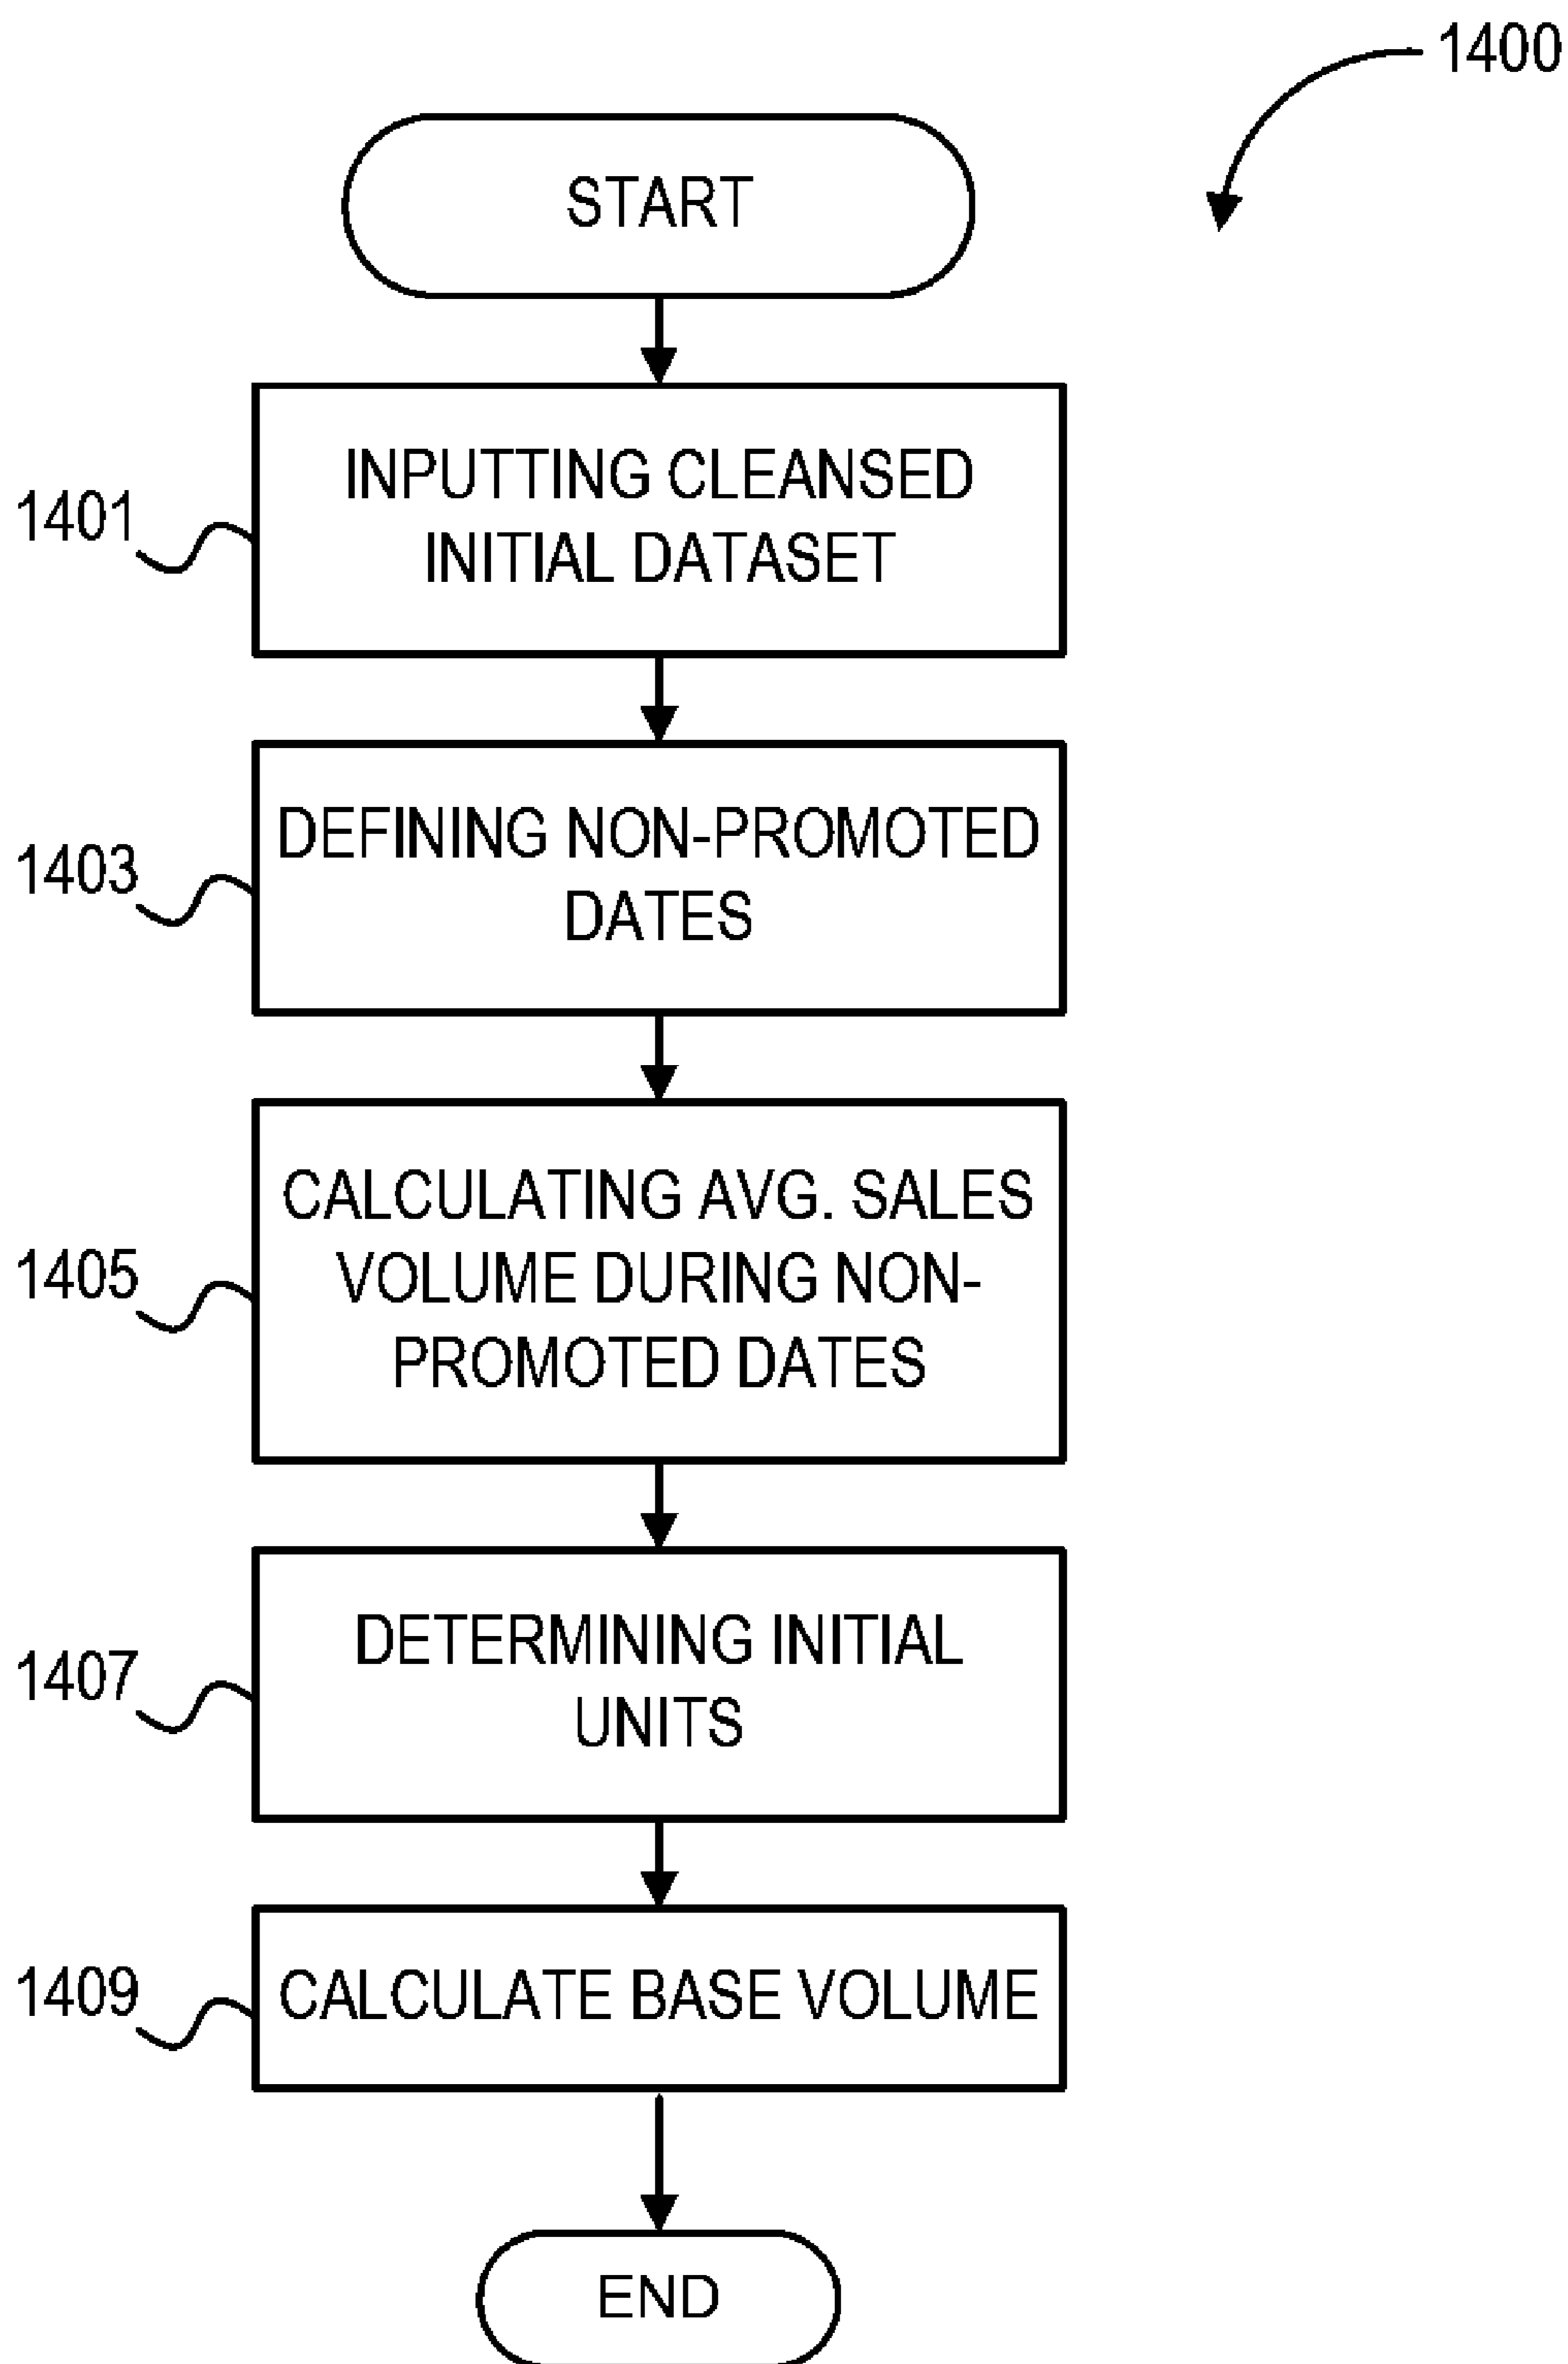 1400
START
1401
INPUTTING CLEANSED
INITIAL DATASET
1403
DEFINING NON-PROMOTED
DATES
1405
CALCULATING AVG. SALES
VOLUME DURING NON-
PROMOTED DATES
1407
DETERMINING INITIAL
UNITS
1409
CALCULATE BASE VOLUME
END